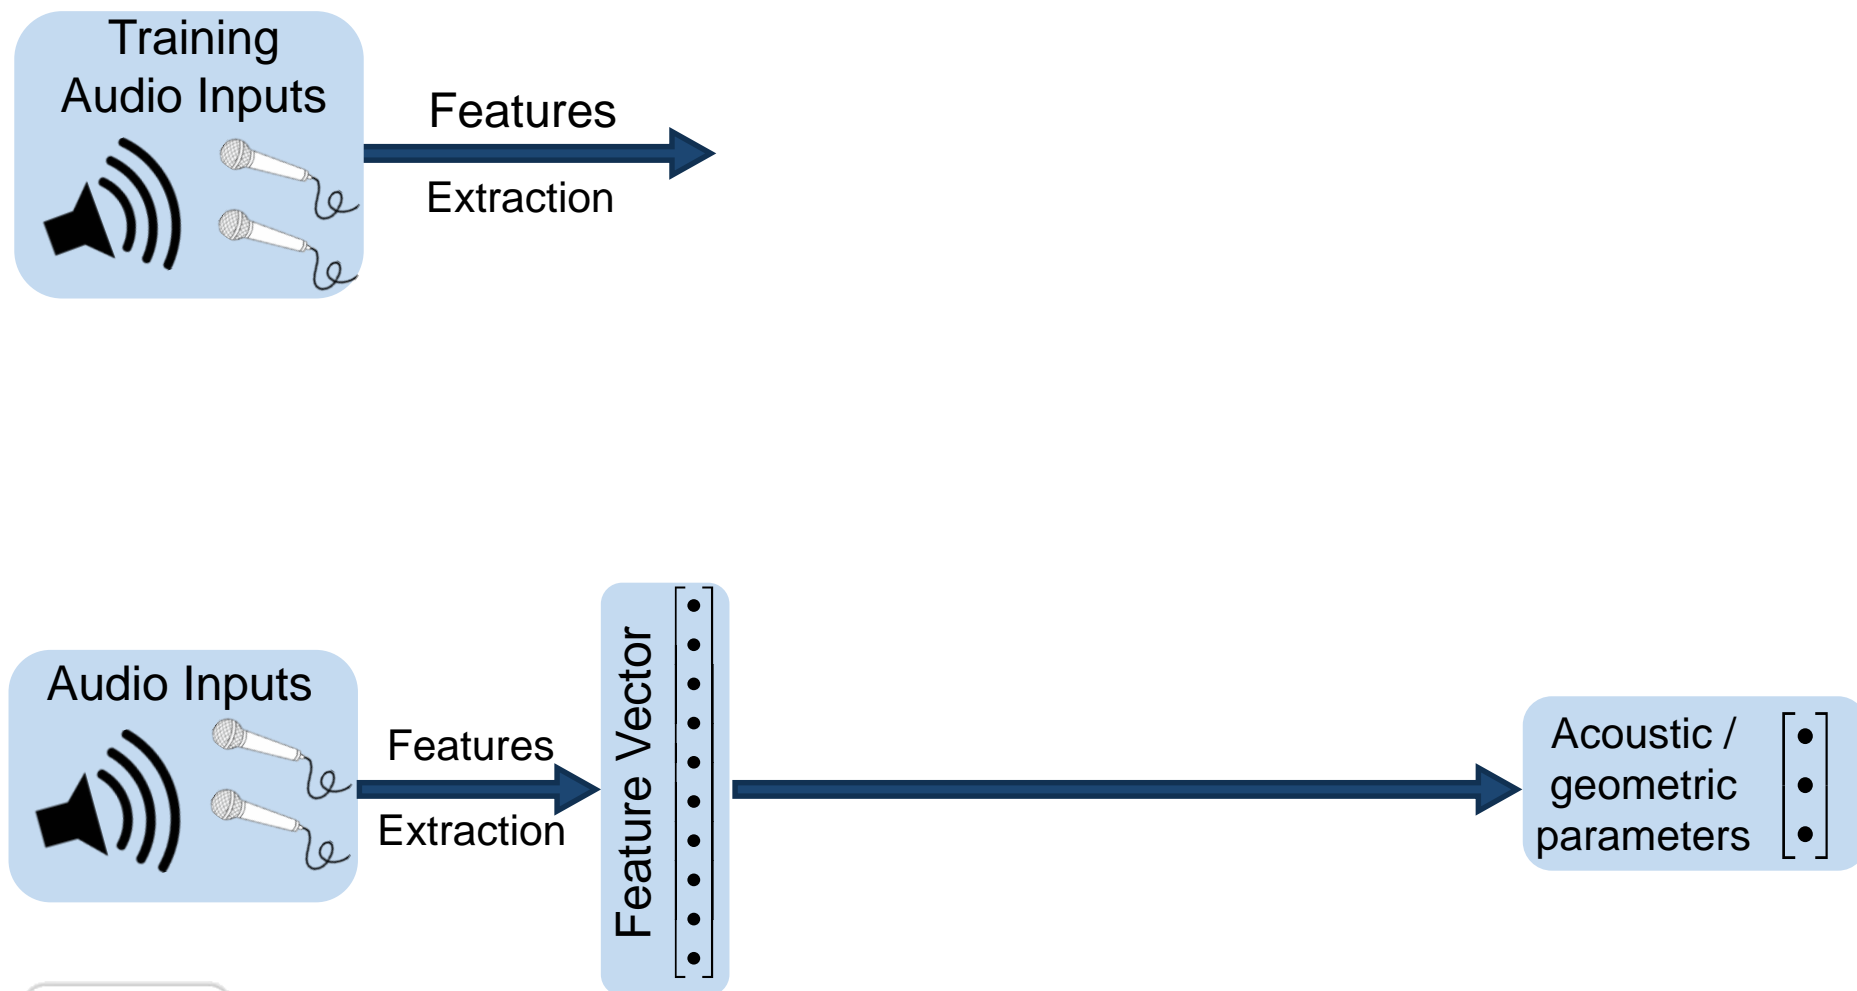 Training
Audio Inputs
Features
Extraction
Audio Inputs
Features
Extraction
Feature Vector
Acoustic /
geometric
parameters